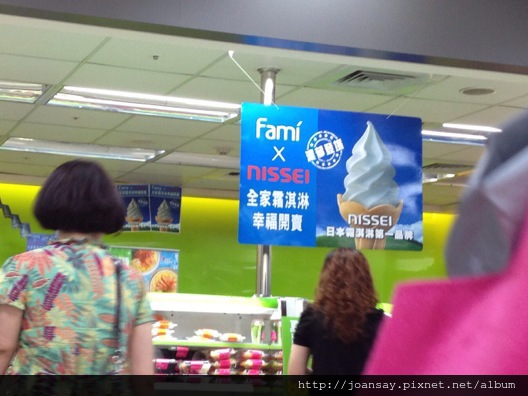 Famí
X
NISSEI
全家霜淇淋
幸福開賣
NISSEI
日本霜淇淋第一品牌
http://joansay.pixnet.net/album